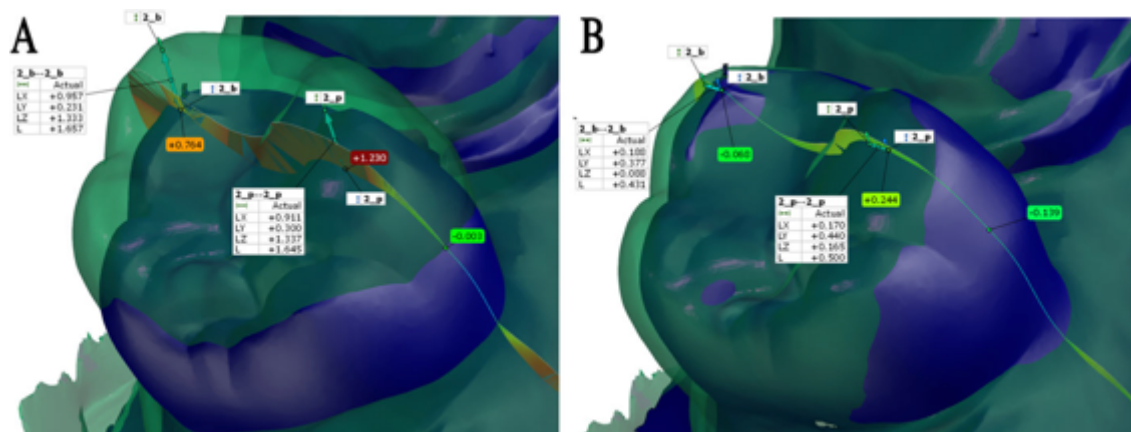 A
2_b
2_b--2_b
Actual
LX +0.957
LY +0.231
LZ +1.333
L +1.657
2_b
2_p
+0.764
+1.230
2_p
2_p--2_p
Actual
LX +0.911
LY +0.300
LZ +1.337
L +1.645
-0.003
B
2_b
2_b
2_p
2_p
2_b--2_b
Actual
LX +0.188
LY +0.377
LZ +0.088
L +0.431
-0.060
+0.244
2_p--2_p
Actual
LX +0.170
LY +0.440
LZ +0.165
L +0.500
-0.139